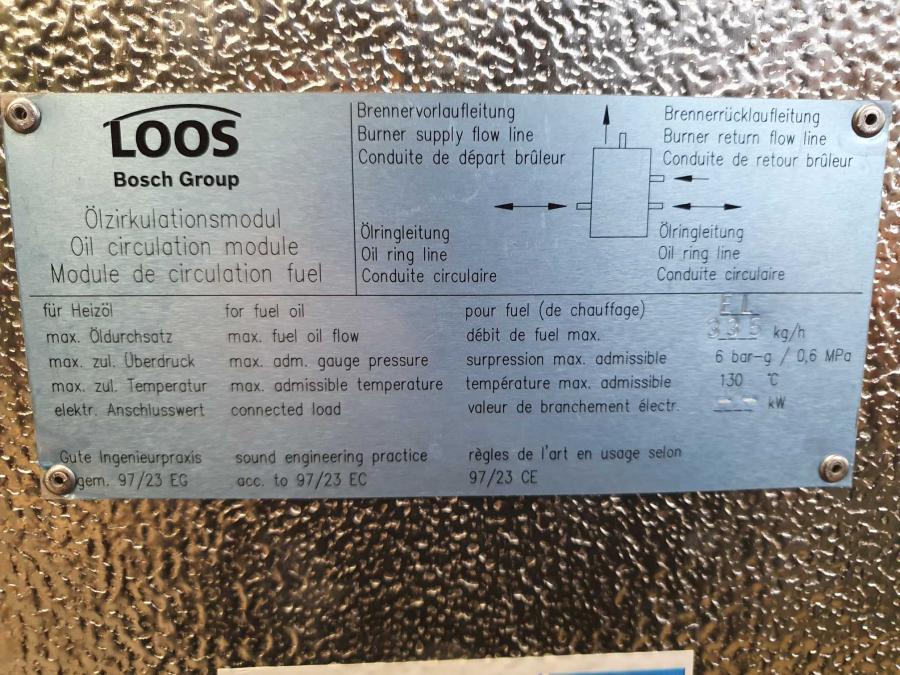 LOOS
Bosch Group
Ölzirkulationsmodul
Oil circulation module
Module de circulation fuel
Brennervorlaufleitung
Burner supply flow line
Conduite de départ brûleur
Brennerrücklaufleitung
Burner return flow line
Conduite de retour brûleur
Ölringleitung
Oil ring line
Conduite circulaire
Ölringleitung
Oil ring line
Conduite circulaire
für Heizöl for fuel oil pour fuel (de chauffage) EL
max. Öldurchsatz max. fuel oil flow débit de fuel max. 335 kg/h
max. zul. Überdruck max. adm. gauge pressure surpression max. admissible 6 bar-g / 0,6 MPa
max. zul. Temperatur max. admissible temperature température max. admissible 130 °C
elektr. Anschlusswert connected load valeur de branchement électr. -- kW
Gute Ingenieurpraxis sound engineering practice règles de l'art en usage selon
gem. 97/23 EG acc. to 97/23 EC 97/23 CE